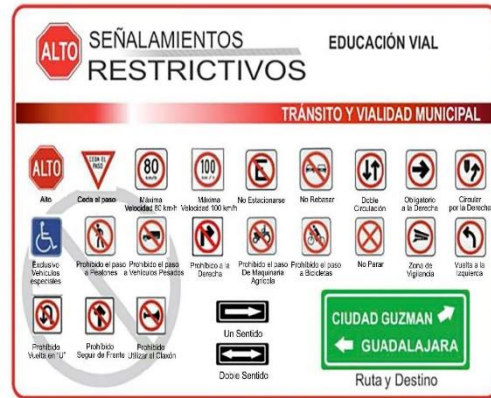 ALTO
SEÑALAMIENTOS
RESTRICTIVOS
EDUCACIÓN VIAL
TRÁNSITO Y VIALIDAD MUNICIPAL
ALTO
CEDA EL
PASO
80
100
Alto
Ceda el paso
Máxima
Velocidad 80 km/h
Máxima
Velocidad 100 km/h
No Estacionarse
No Rebasar
Doble
Circulación
Obligatorio
a la Derecha
Circular
por la Derecha
Exclusivo
Vehículos
especiales
Prohibido el paso
a Peatones
Prohibido el paso
a Vehículos Pesados
Prohibido a la
Derecha
Prohibido el paso
De Maquinaria
Agrícola
Prohibido el paso
a Bicicletas
No Parar
Zona de
Vigilancia
Vuelta a la
Izquierda
Prohibido
Vuelta en "U"
Prohibido
Seguir de Frente
Prohibido
Utilizar el Claxón
Un Sentido
Doble Sentido
CIUDAD GUZMAN
GUADALAJARA
Ruta y Destino